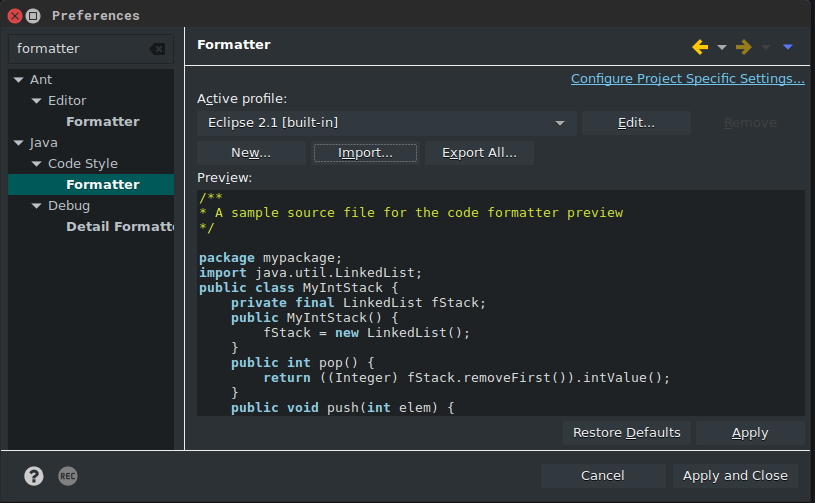 Preferences
formatter
Ant
Editor
Formatter
Java
Code Style
Formatter
Debug
Detail Formatt
Formatter
Configure Project Specific Settings...
Active profile:
Eclipse 2.1 [built-in]
Edit...
Remove
New...
Import...
Export All...
Preview:
/**
* A sample source file for the code formatter preview
*/
package mypackage;
import java.util.LinkedList;
public class MyIntStack {
    private final LinkedList fStack;
    public MyIntStack() {
        fStack = new LinkedList();
    }
    public int pop() {
        return ((Integer) fStack.removeFirst()).intValue();
    }
    public void push(int elem) {
Restore Defaults
Apply
?
REC
Cancel
Apply and Close